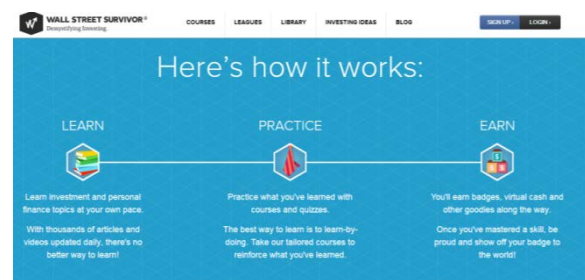 WALL STREET SURVIVOR®
Demystifying Investing.
COURSES LEAGUES LIBRARY INVESTING IDEAS BLOG
SIGN UP › LOGIN ›
Here's how it works:
LEARN
Learn investment and personal
finance topics at your own pace.
With thousands of articles and
videos updated daily, there's no
better way to learn!
PRACTICE
Practice what you've learned with
courses and quizzes.
The best way to learn is to learn-by-
doing. Take our tailored courses to
reinforce what you've learned.
EARN
You'll earn badges, virtual cash and
other goodies along the way.
Once you've mastered a skill, be
proud and show off your badge to
the world!